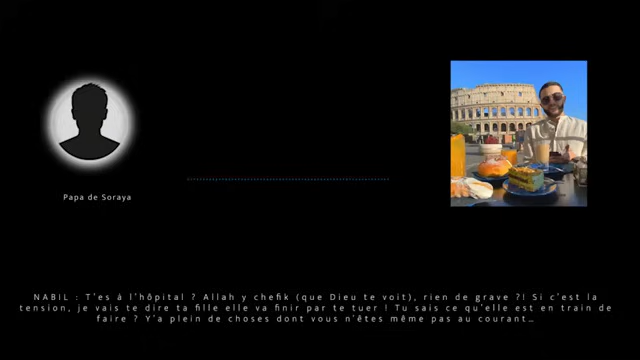 Papa de Soraya
NABIL : T'es à l'hôpital ? Allah y chefik (que Dieu te voit), rien de grave ?! Si c'est la
tension, je vais te dire ta fille elle va finir par te tuer ! Tu sais ce qu'elle est en train de
faire ? Y'a plein de choses dont vous n'êtes même pas au courant...